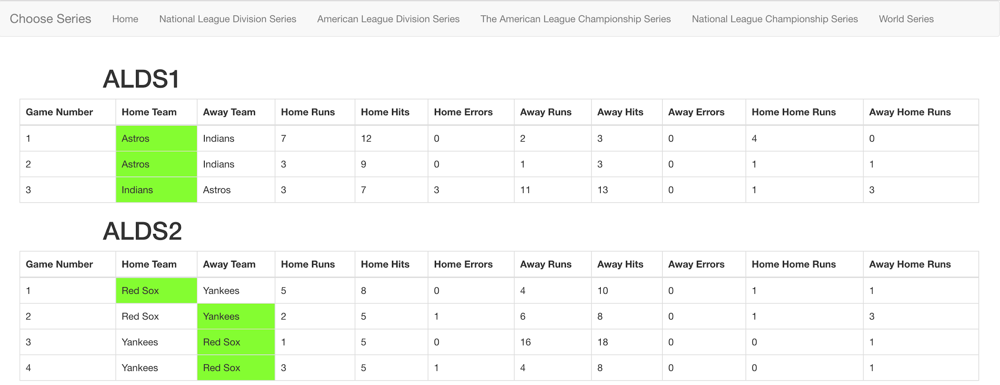 Choose Series Home National League Division Series American League Division Series The American League Championship Series National League Championship Series World Series
ALDS1
Game Number Home Team Away Team Home Runs Home Hits Home Errors Away Runs Away Hits Away Errors Home Home Runs Away Home Runs
1 Astros Indians 7 12 0 2 3 0 4 0
2 Astros Indians 3 9 0 1 3 0 1 1
3 Indians Astros 3 7 3 11 13 0 1 3
ALDS2
Game Number Home Team Away Team Home Runs Home Hits Home Errors Away Runs Away Hits Away Errors Home Home Runs Away Home Runs
1 Red Sox Yankees 5 8 0 4 10 0 1 1
2 Red Sox Yankees 2 5 1 6 8 0 1 3
3 Yankees Red Sox 1 5 0 16 18 0 0 1
4 Yankees Red Sox 3 5 1 4 8 0 0 1